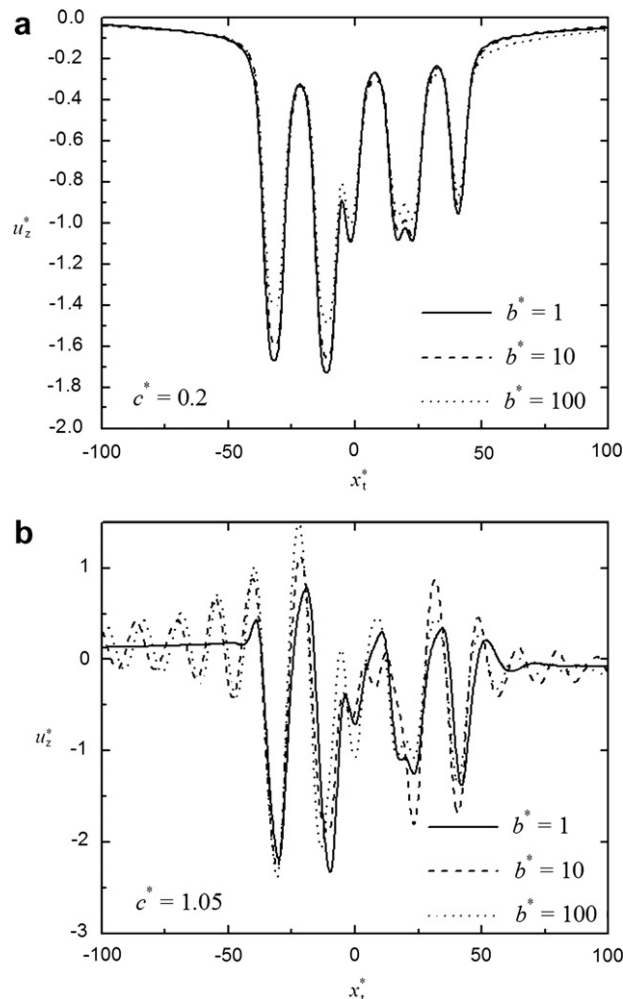 a
0.0
-0.2
-0.4
-0.6
-0.8
-1.0
-1.2
-1.4
-1.6
-1.8
-2.0
u*z
b* = 1
b* = 10
b* = 100
c* = 0.2
-100
-50
0
50
100
x*t
b
1
0
-1
-2
-3
u*z
b* = 1
b* = 10
b* = 100
c* = 1.05
-100
-50
0
50
100
x*t